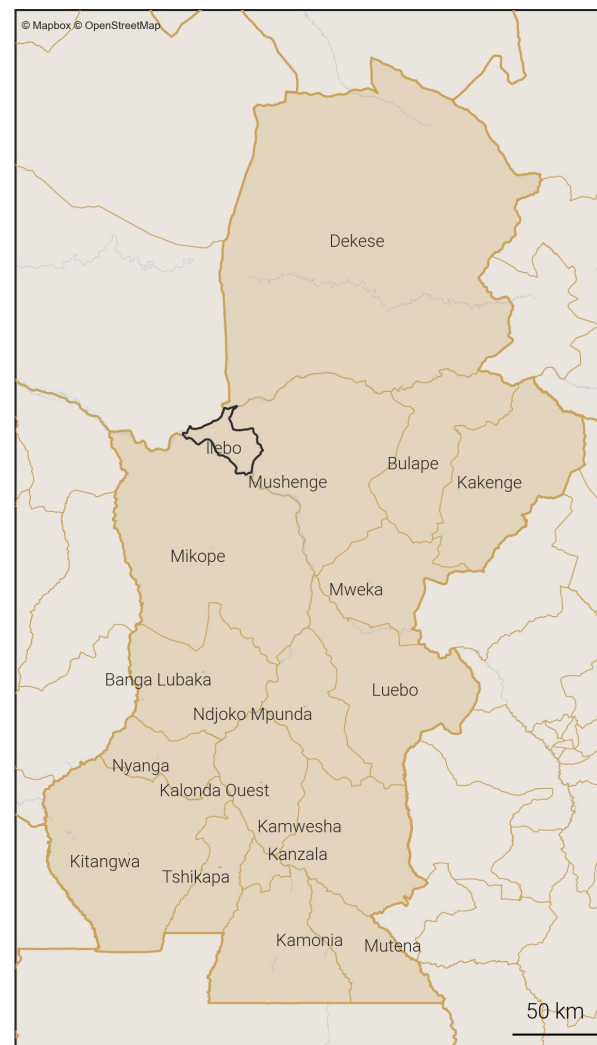 © Mapbox © OpenStreetMap
Dekese
Ilebo
Bulape
Mushenge
Kakenge
Mikope
Mweka
Banga Lubaka
Luebo
Ndjoko Mpunda
Nyanga
Kalonda Ouest
Kamwesha
Kanzala
Kitangwa
Tshikapa
Kamonia
Mutena
50 km